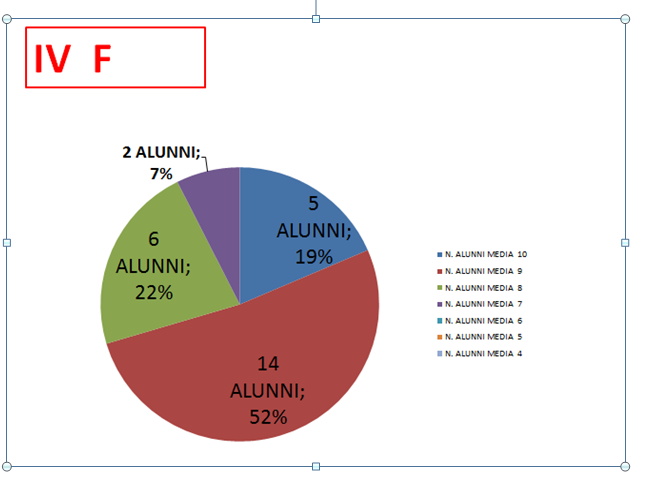 IV F
2 ALUNNI;
7%
5
ALUNNI;
19%
6
ALUNNI;
22%
14
ALUNNI;
52%
N. ALUNNI MEDIA 10
N. ALUNNI MEDIA 9
N. ALUNNI MEDIA 8
N. ALUNNI MEDIA 7
N. ALUNNI MEDIA 6
N. ALUNNI MEDIA 5
N. ALUNNI MEDIA 4